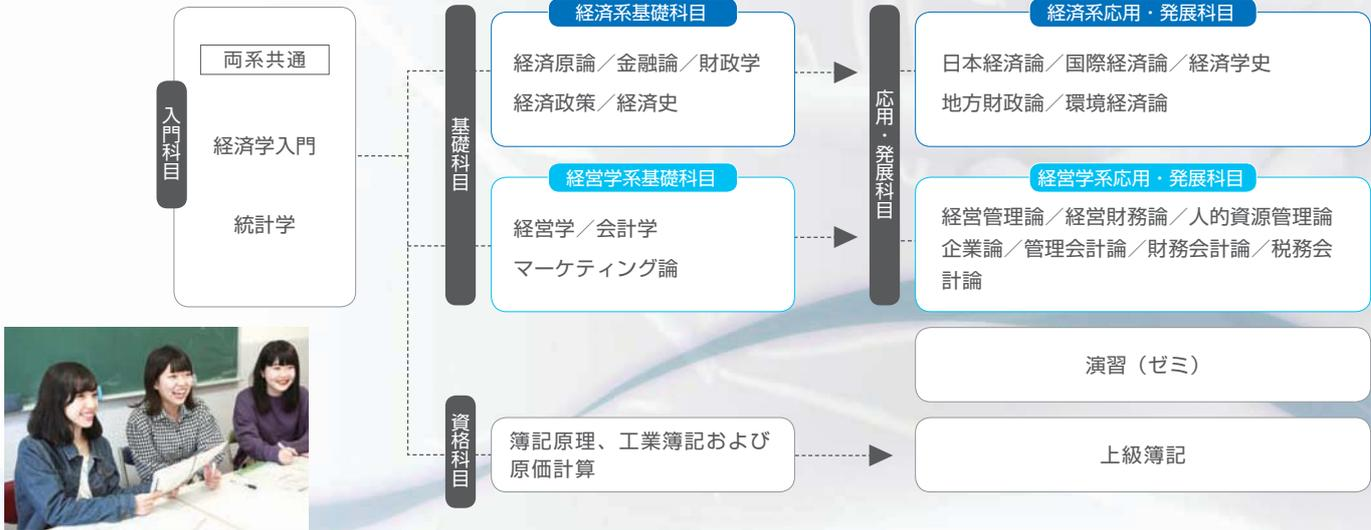 入門科目
両系共通
経済学入門
統計学
基礎科目
経済系基礎科目
経済原論／金融論／財政学
経済政策／経済史
経営学系基礎科目
経営学／会計学
マーケティング論
資格科目
簿記原理、工業簿記および
原価計算
応用・発展科目
経済系応用・発展科目
日本経済論／国際経済論／経済学史
地方財政論／環境経済論
経営学系応用・発展科目
経営管理論／経営財務論／人的資源管理論
企業論／管理会計論／財務会計論／税務会
計論
演習（ゼミ）
上級簿記